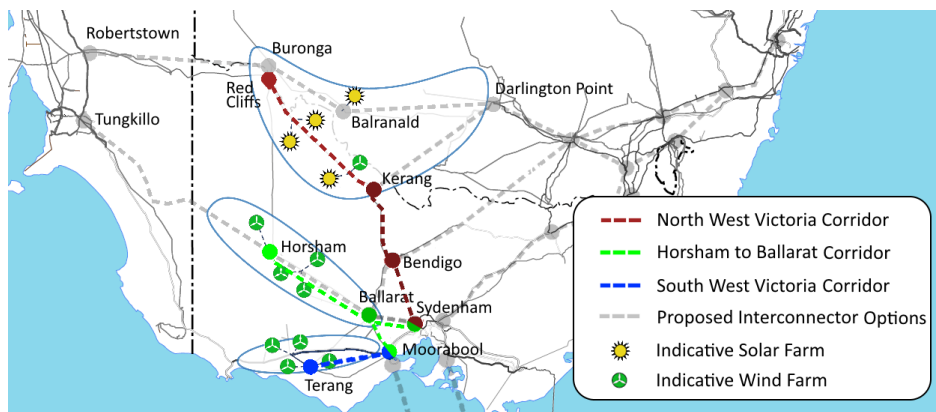 Robertstown
Buronga
Red
Cliffs
Darlington Point
Balranald
Tungkillo
Kerang
Horsham
Bendigo
Ballarat
Sydenham
Moorabool
Terang
North West Victoria Corridor
Horsham to Ballarat Corridor
South West Victoria Corridor
Proposed Interconnector Options
Indicative Solar Farm
Indicative Wind Farm